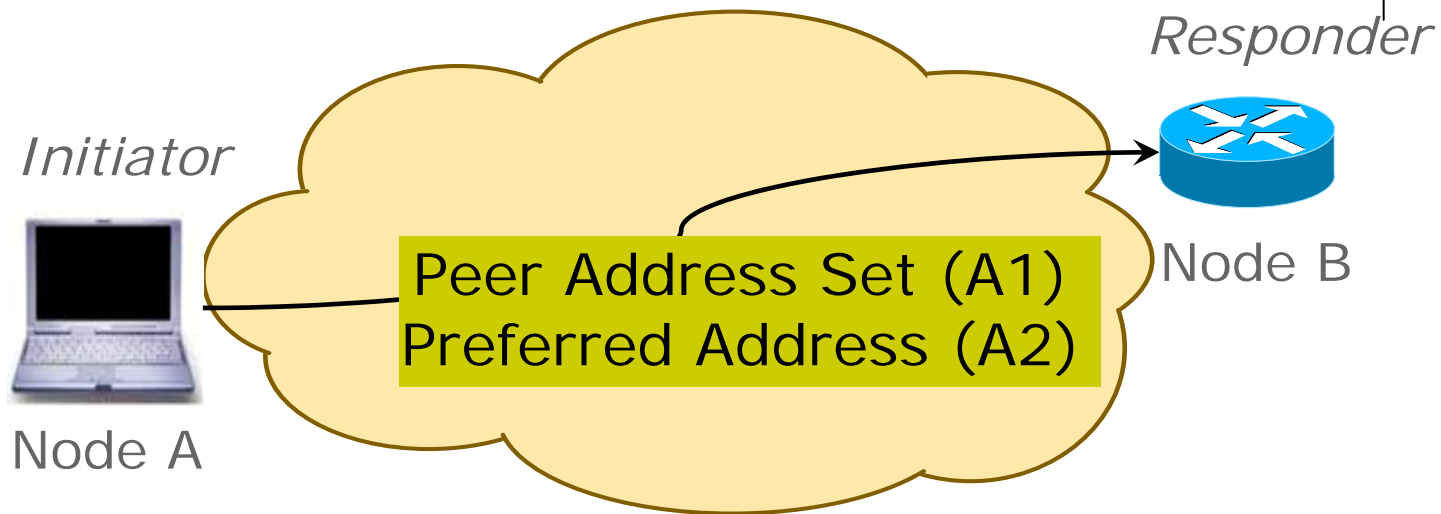 Responder
Initiator
Peer Address Set (A1)
Preferred Address (A2)
Node B
Node A